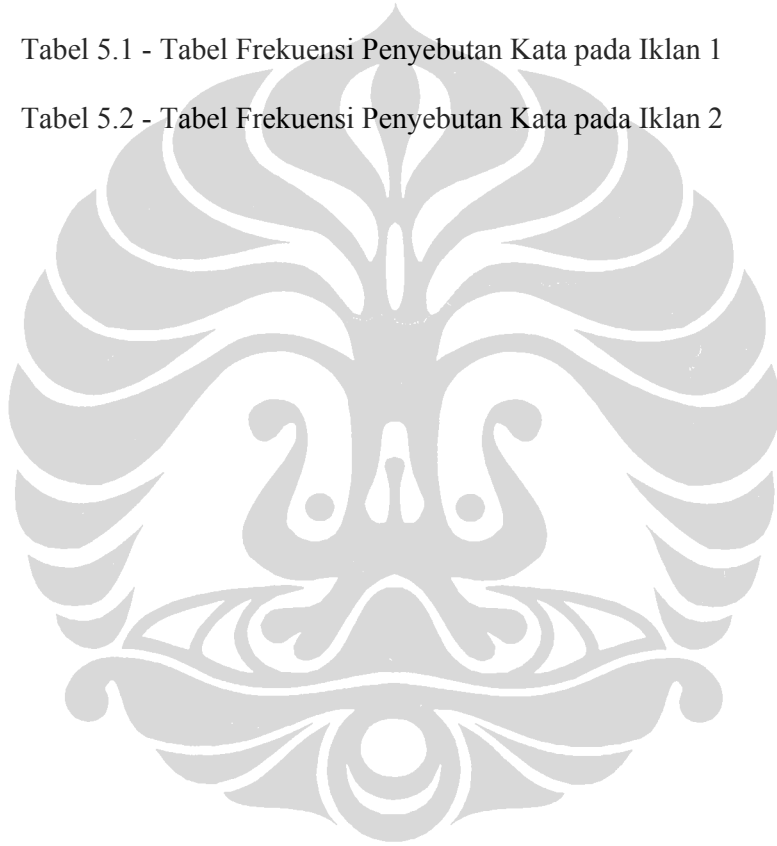 Tabel 5.1 - Tabel Frekuensi Penyebutan Kata pada Iklan 1
Tabel 5.2 - Tabel Frekuensi Penyebutan Kata pada Iklan 2